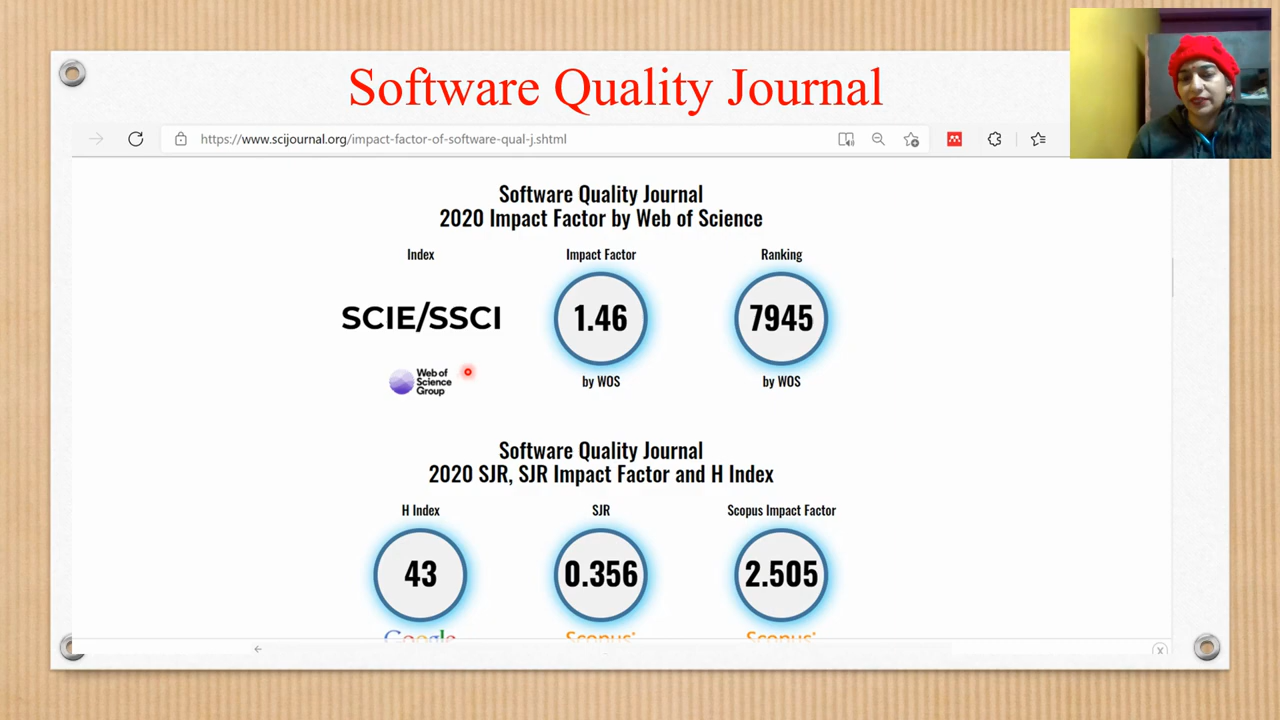 Software Quality Journal
https://www.scijournal.org/impact-factor-of-software-qual-j.shtml
Software Quality Journal
2020 Impact Factor by Web of Science
Index
Impact Factor
Ranking
SCIE/SSCI
1.46
7945
Web of
Science
Group
by WOS
by WOS
Software Quality Journal
2020 SJR, SJR Impact Factor and H Index
H Index
SJR
Scopus Impact Factor
43
0.356
2.505
Google
Scopus
Scopus